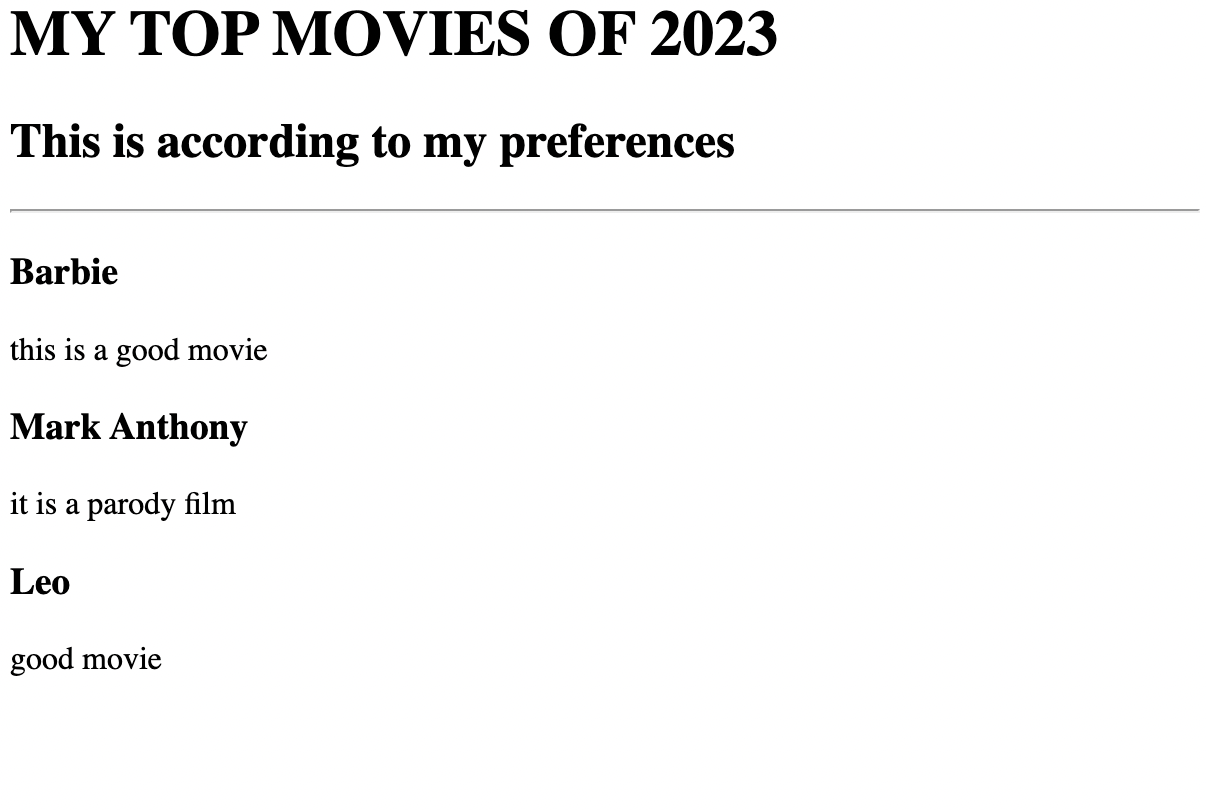 MY TOP MOVIES OF 2023
This is according to my preferences
Barbie
this is a good movie
Mark Anthony
it is a parody film
Leo
good movie